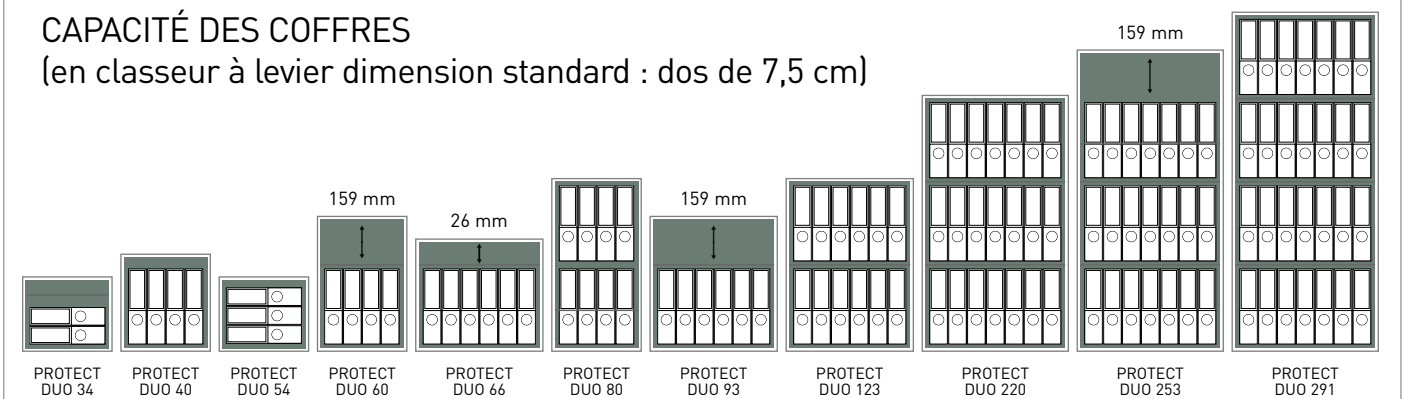 CAPACITÉ DES COFFRES
(en classeur à levier dimension standard : dos de 7,5 cm)
159 mm
26 mm
159 mm
159 mm
PROTECT
DUO 34
PROTECT
DUO 40
PROTECT
DUO 54
PROTECT
DUO 60
PROTECT
DUO 66
PROTECT
DUO 80
PROTECT
DUO 93
PROTECT
DUO 123
PROTECT
DUO 220
PROTECT
DUO 253
PROTECT
DUO 291